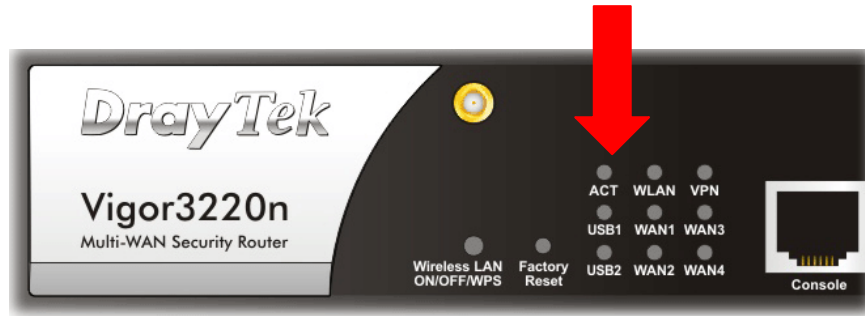 DrayTek
Vigor3220n
Multi-WAN Security Router
Wireless LAN
ON/OFF/WPS
Factory
Reset
ACT WLAN VPN
USB1 WAN1 WAN3
USB2 WAN2 WAN4
Console